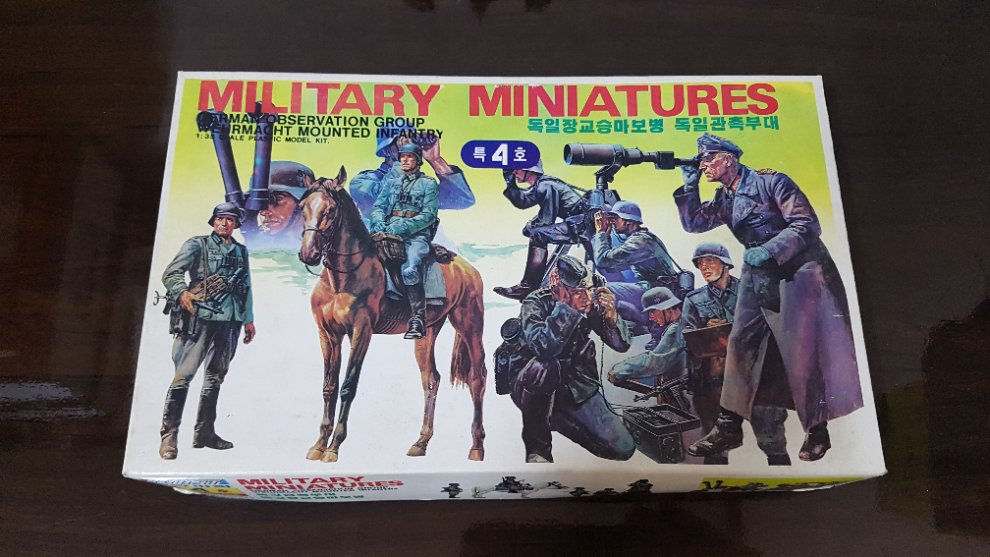 MILITARY MINIATURES
GERMAN OBSERVATION GROUP
WEHRMACHT MOUNTED INFANTRY
1:35 SCALE PLASTIC MODEL KIT.
독일장교승마보병 독일관측부대
특4호
MILITARY
MINIATURES